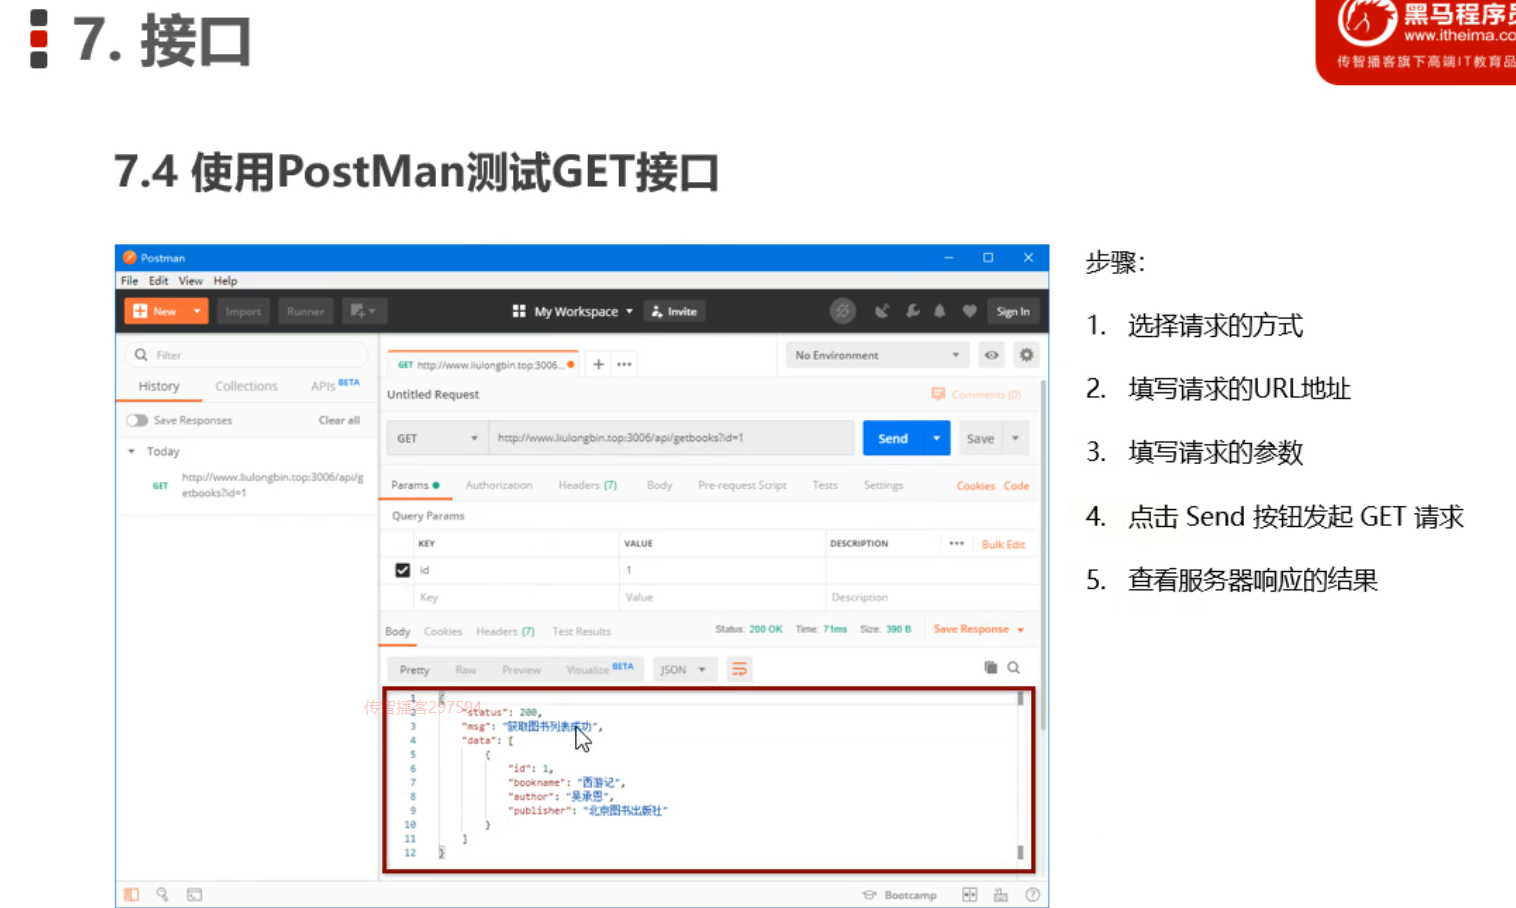 7. 接口
黑马程序员
www.itheima.co
传智播客旗下高端IT教育品
7.4 使用PostMan测试GET接口
Postman
File Edit View Help
New Import Runner My Workspace Invite Sign In
Filter
History Collections APIs BETA
Save Responses Clear all
Today
GET http://www.liulongbin.top:3006/api/g
etbooks?id=1
GET http://www.liulongbin.top:3006...
No Environment
Untitled Request
Comments (0)
GET http://www.liulongbin.top:3006/api/getbooks?id=1 Send Save
Params Authorization Headers (7) Body Pre-request Script Tests Settings Cookies Code
Query Params
KEY VALUE DESCRIPTION Bulk Edit
id 1
Key Value Description
Body Cookies Headers (7) Test Results Status: 200 OK Time: 71ms Size: 390 B Save Response
Pretty Raw Preview Visualize BETA JSON
1 {
2 "status": 200,
3 "msg": "获取图书列表成功",
4 "data": [
5 {
6 "id": 1,
7 "bookname": "西游记",
8 "author": "吴承恩",
9 "publisher": "北京图书出版社"
10 }
11 ]
12 }
传智播客297594
Bootcamp
步骤：
1. 选择请求的方式
2. 填写请求的URL地址
3. 填写请求的参数
4. 点击 Send 按钮发起 GET 请求
5. 查看服务器响应的结果